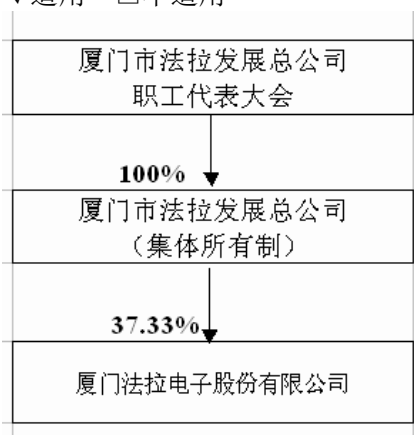 适用 不适用
厦门市法拉发展总公司
职工代表大会
100%
厦门市法拉发展总公司
（集体所有制）
37.33%
厦门法拉电子股份有限公司